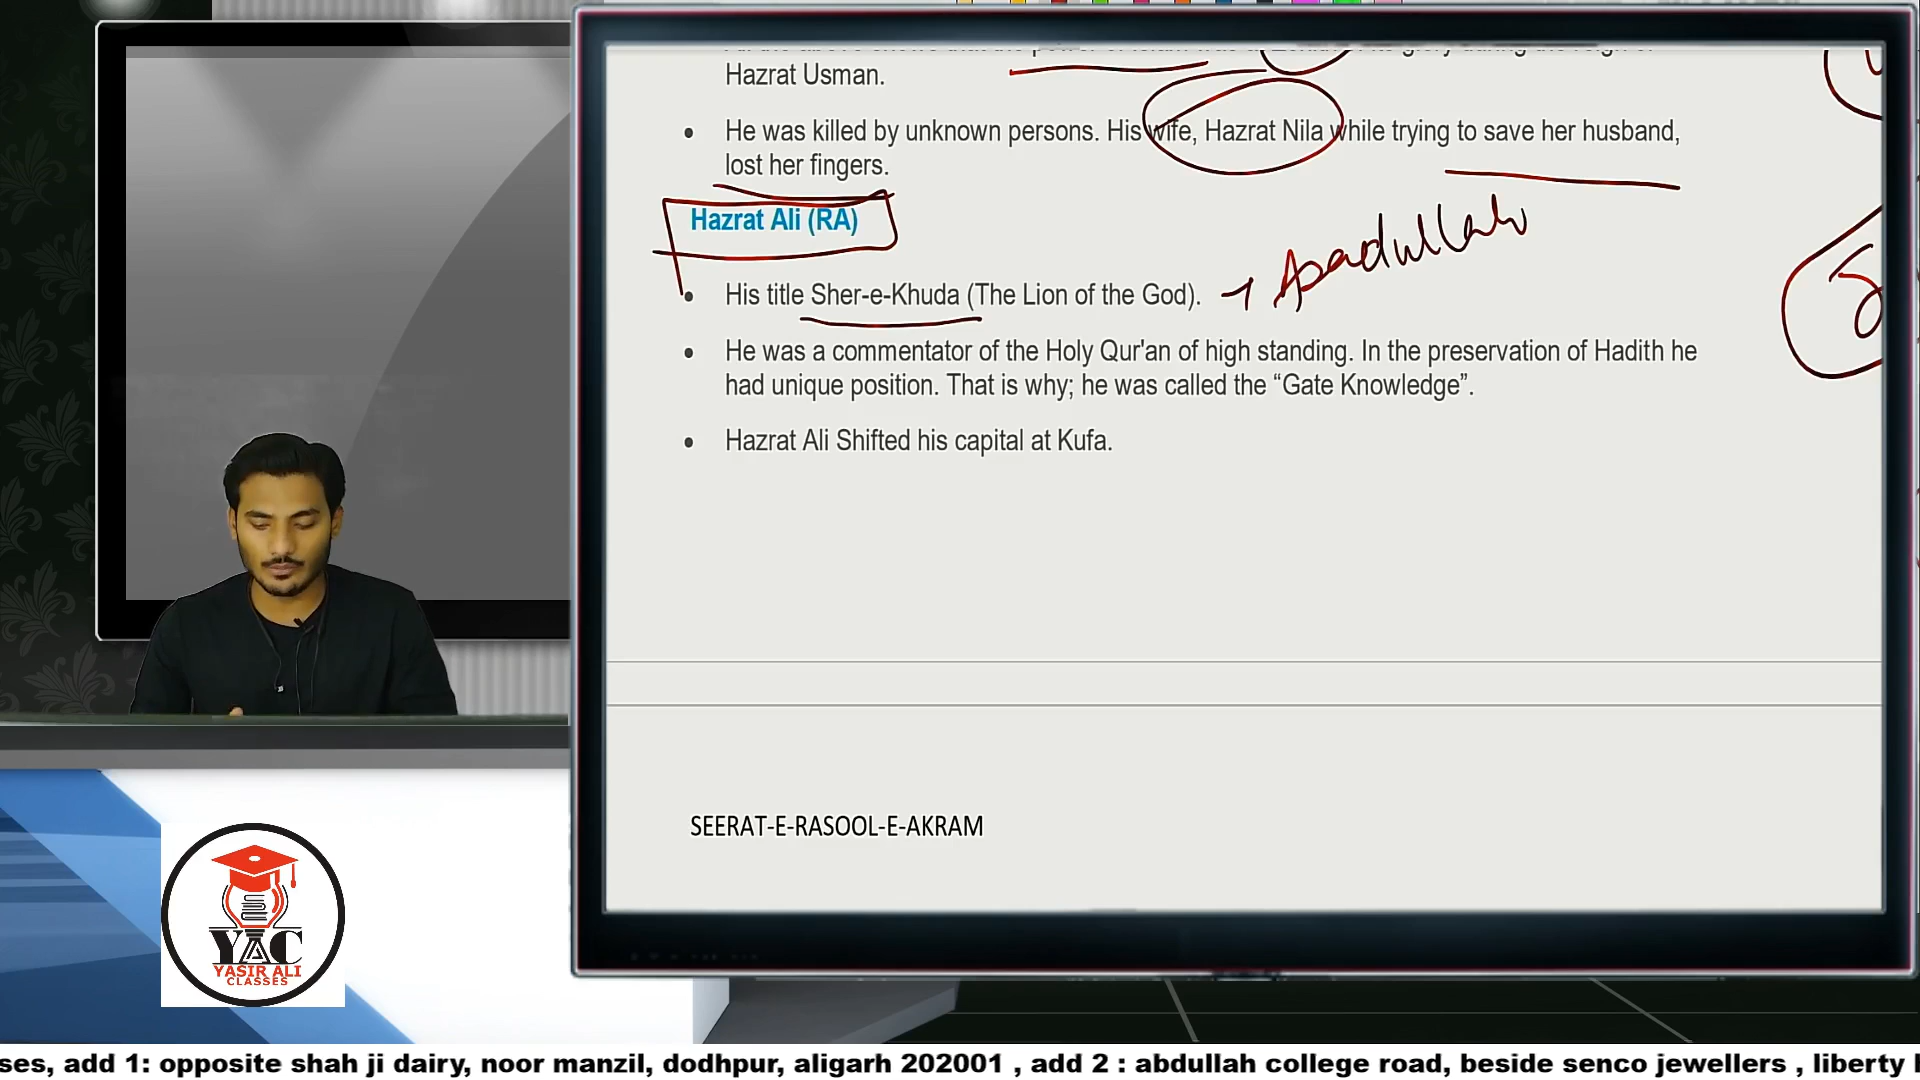 Hazrat Usman.
He was killed by unknown persons. His wife, Hazrat Nila while trying to save her husband,
lost her fingers.
Hazrat Ali (RA)
His title Sher-e-Khuda (The Lion of the God). → Asadullah
He was a commentator of the Holy Qur'an of high standing. In the preservation of Hadith he
had unique position. That is why; he was called the “Gate Knowledge”.
Hazrat Ali Shifted his capital at Kufa.
SEERAT-E-RASOOL-E-AKRAM
YAC
YASIR ALI
CLASSES
ses, add 1: opposite shah ji dairy, noor manzil, dodhpur, aligarh 202001 , add 2 : abdullah college road, beside senco jewellers , liberty